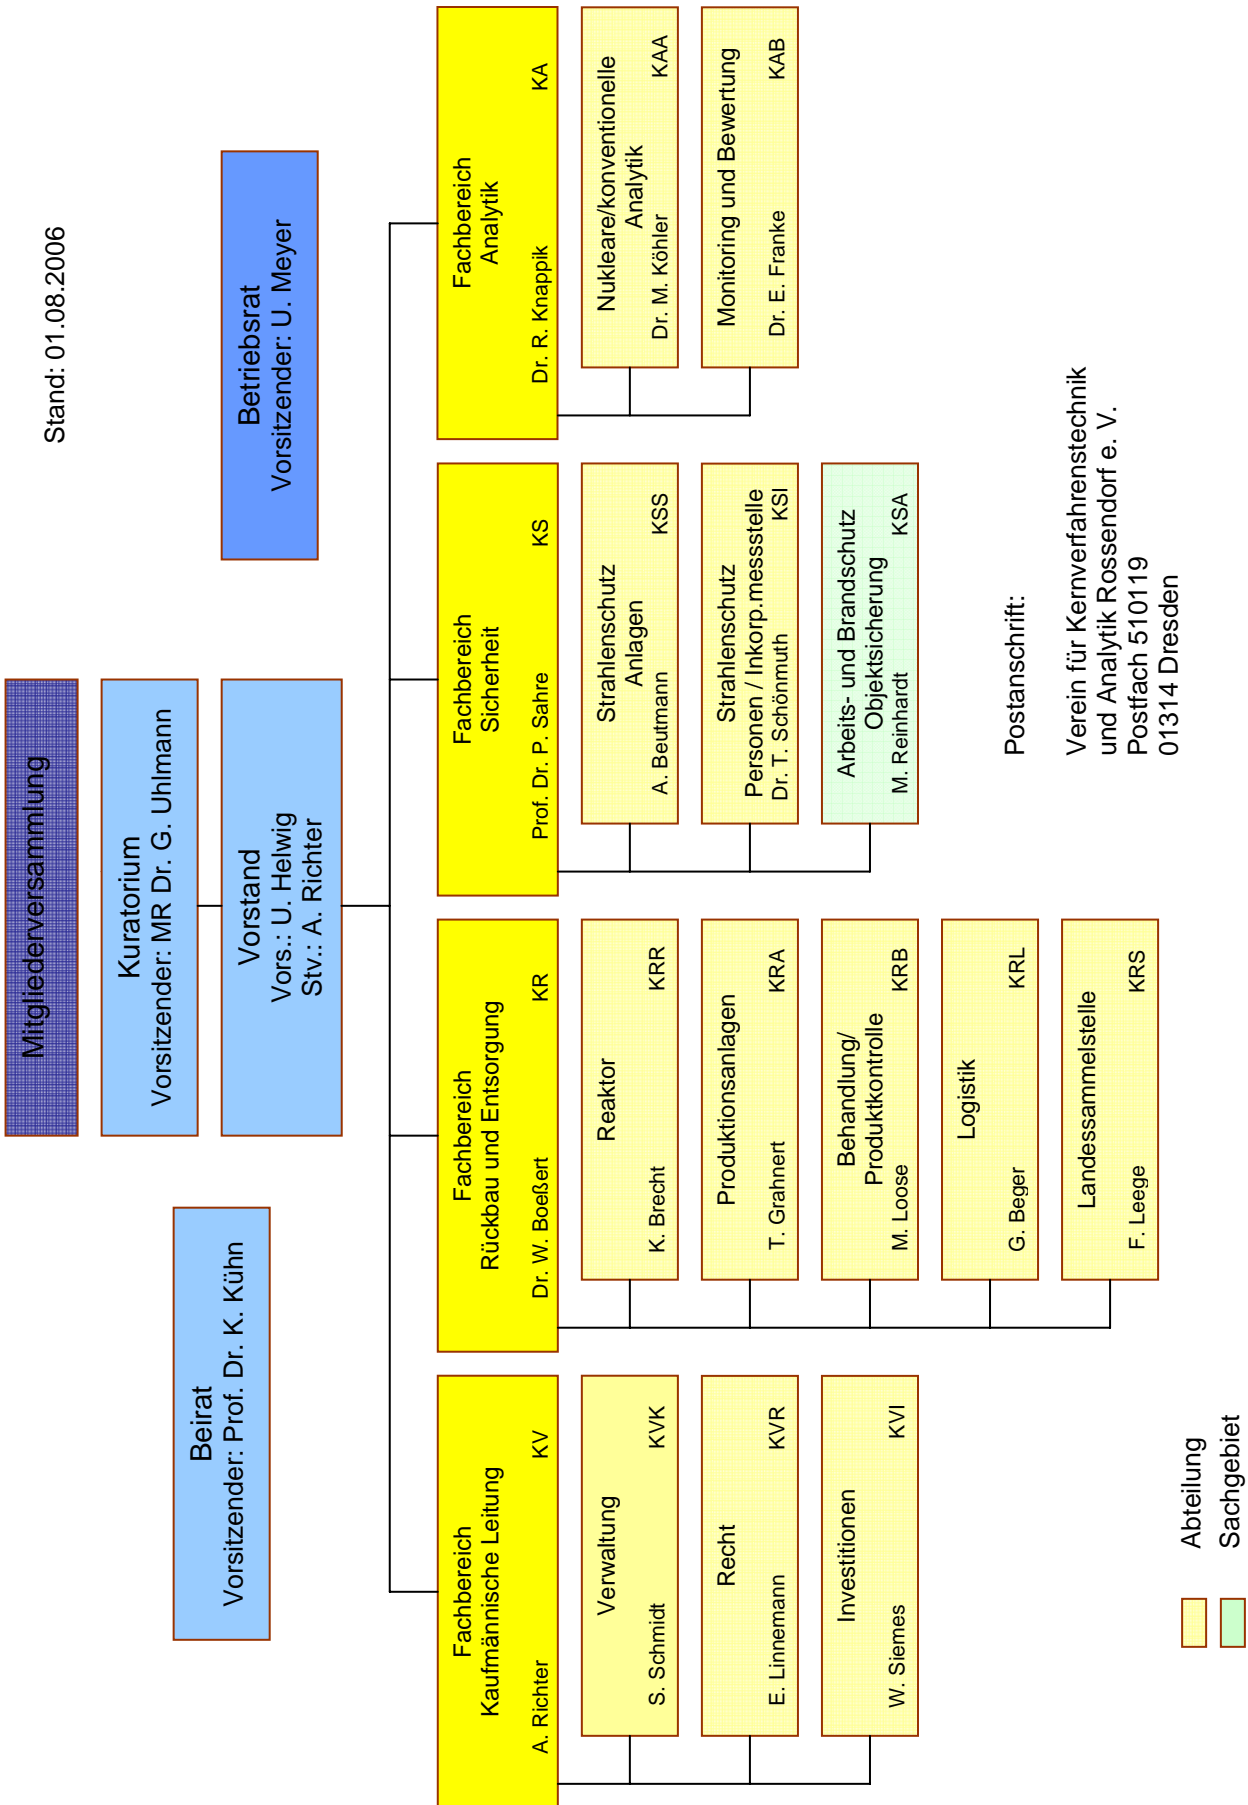 Stand: 01.08.2006
Mitgliederversammlung
Kuratorium
Vorsitzender: MR Dr. G. Uhlmann
Beirat
Vorsitzender: Prof. Dr. K. Kühn
Vorstand
Vors.: U. Helwig
Stv.: A. Richter
Betriebsrat
Vorsitzender: U. Meyer
Fachbereich
Kaufmännische Leitung
A. Richter KV
Verwaltung
S. Schmidt KVK
Recht
E. Linnemann KVR
Investitionen
W. Siemes KVI
Fachbereich
Rückbau und Entsorgung
Dr. W. Boeßert KR
Reaktor
K. Brecht KRR
Produktionsanlagen
T. Grahnert KRA
Behandlung/
Produktkontrolle
M. Loose KRB
Logistik
G. Beger KRL
Landessammelstelle
F. Leege KRS
Fachbereich
Sicherheit
Prof. Dr. P. Sahre KS
Strahlenschutz
Anlagen
A. Beutmann KSS
Strahlenschutz
Personen / Inkorp.messstelle
Dr. T. Schönmuth KSI
Arbeits- und Brandschutz
Objektsicherung
M. Reinhardt KSA
Fachbereich
Analytik
Dr. R. Knappik KA
Nukleare/konventionelle
Analytik
Dr. M. Köhler KAA
Monitoring und Bewertung
Dr. E. Franke KAB
Abteilung
Sachgebiet
Postanschrift:
Verein für Kernverfahrenstechnik
und Analytik Rossendorf e. V.
Postfach 510119
01314 Dresden